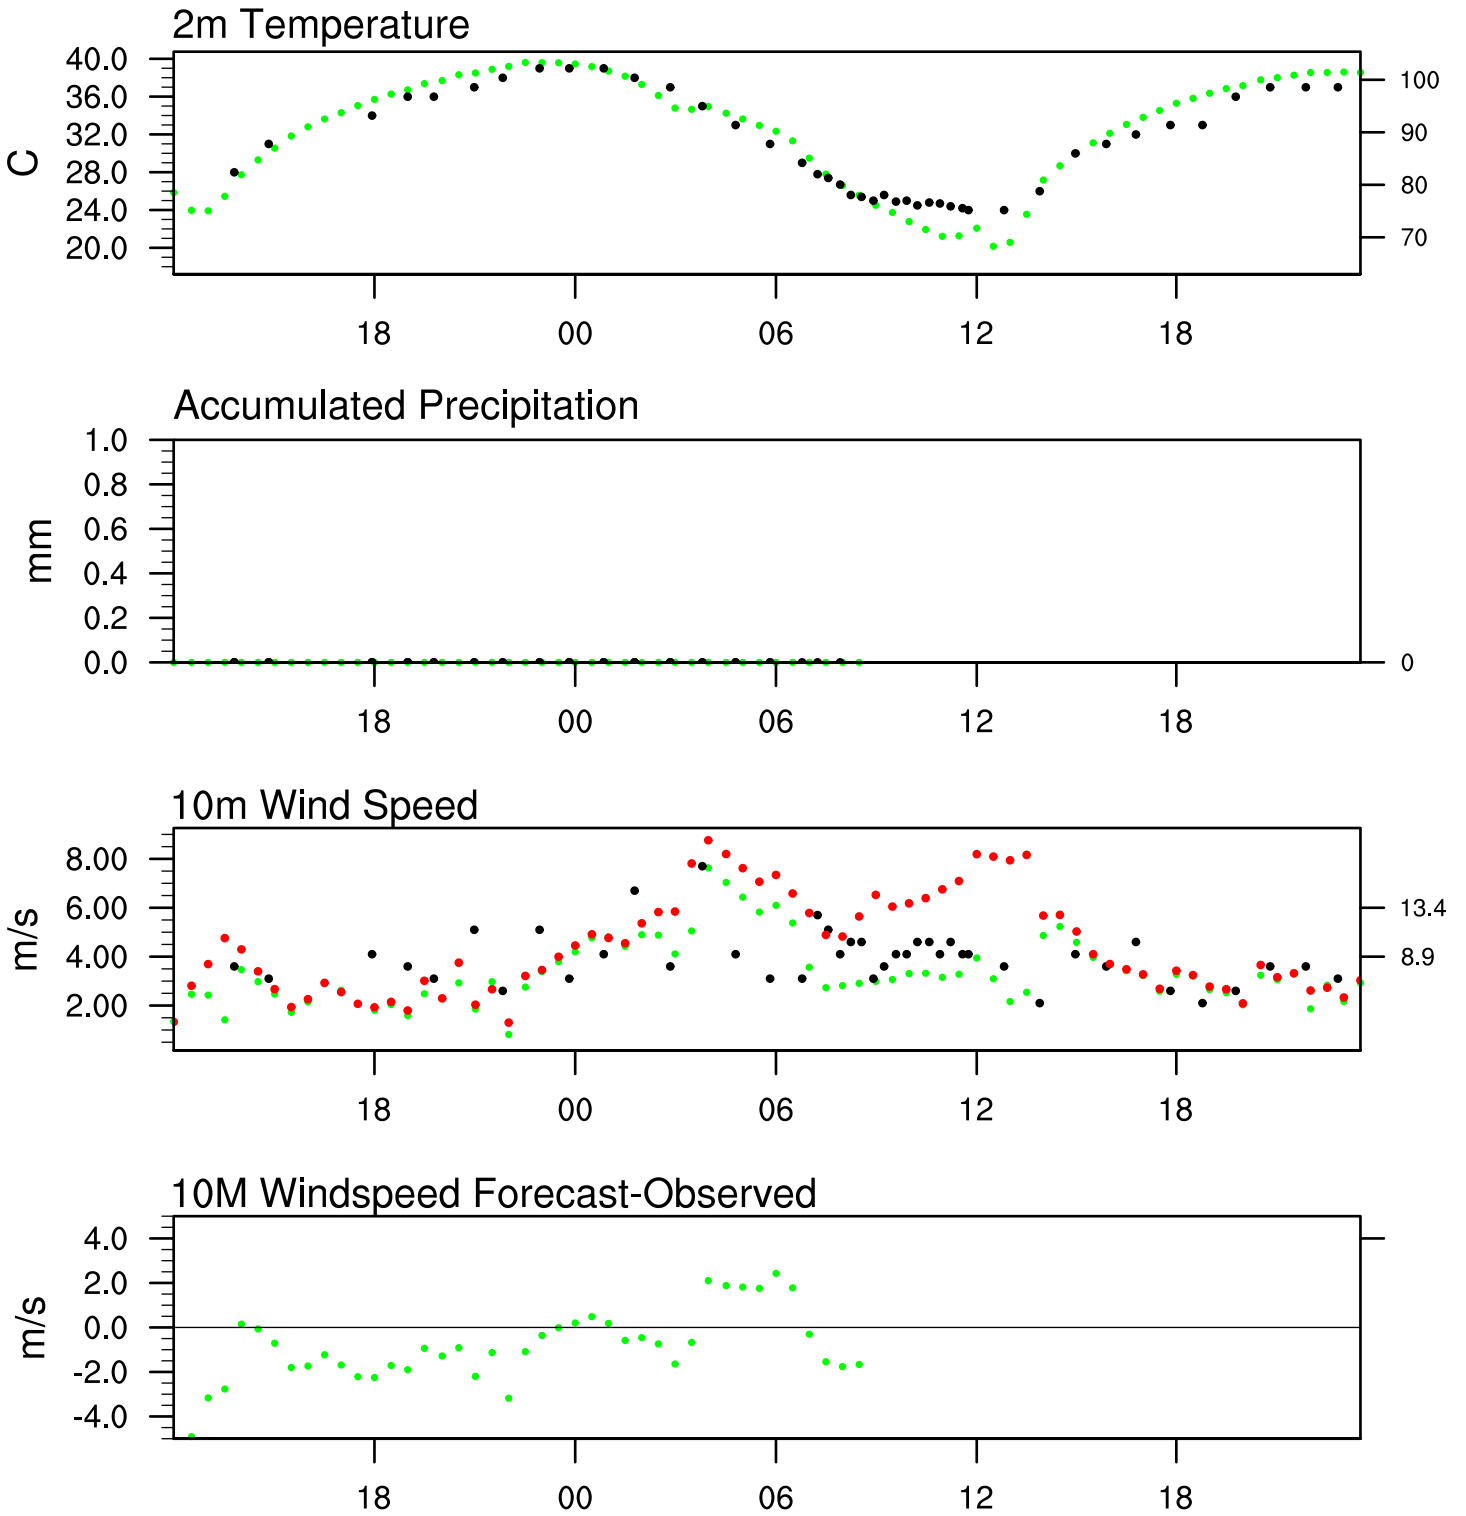 2m Temperature
40.0
36.0
32.0
28.0
24.0
20.0
C
100
90
80
70
18 00 06 12 18
Accumulated Precipitation
1.0
0.8
0.6
0.4
0.2
0.0
mm
0
18 00 06 12 18
10m Wind Speed
8.00
6.00
4.00
2.00
m/s
13.4
8.9
18 00 06 12 18
10M Windspeed Forecast-Observed
4.0
2.0
0.0
-2.0
-4.0
m/s
18 00 06 12 18